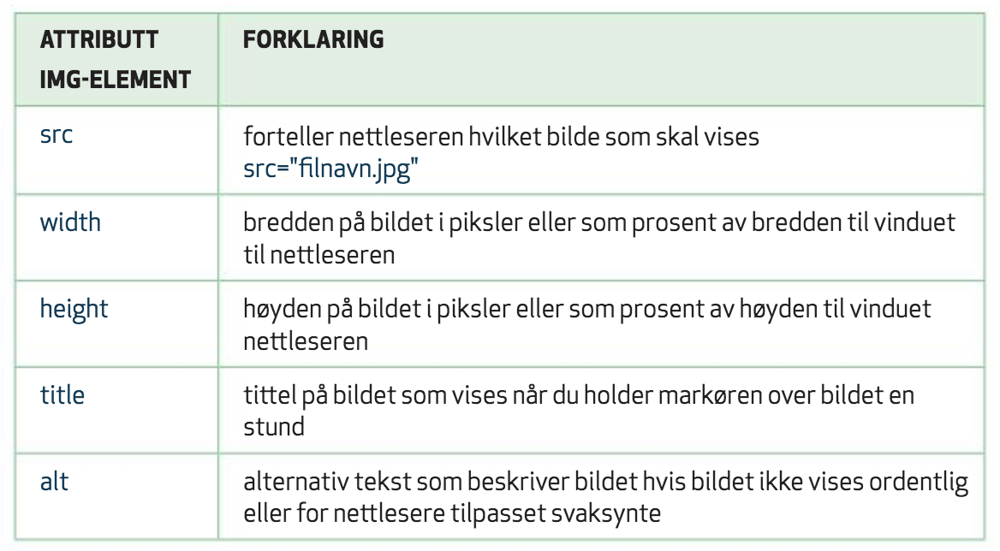 ATTRIBUTT
IMG-ELEMENT
FORKLARING
src
forteller nettleseren hvilket bilde som skal vises
src="filnavn.jpg"
width
bredden på bildet i piksler eller som prosent av bredden til vinduet
til nettleseren
height
høyden på bildet i piksler eller som prosent av høyden til vinduet
nettleseren
title
tittel på bildet som vises når du holder markøren over bildet en
stund
alt
alternativ tekst som beskriver bildet hvis bildet ikke vises ordentlig
eller for nettlesere tilpasset svaksynte